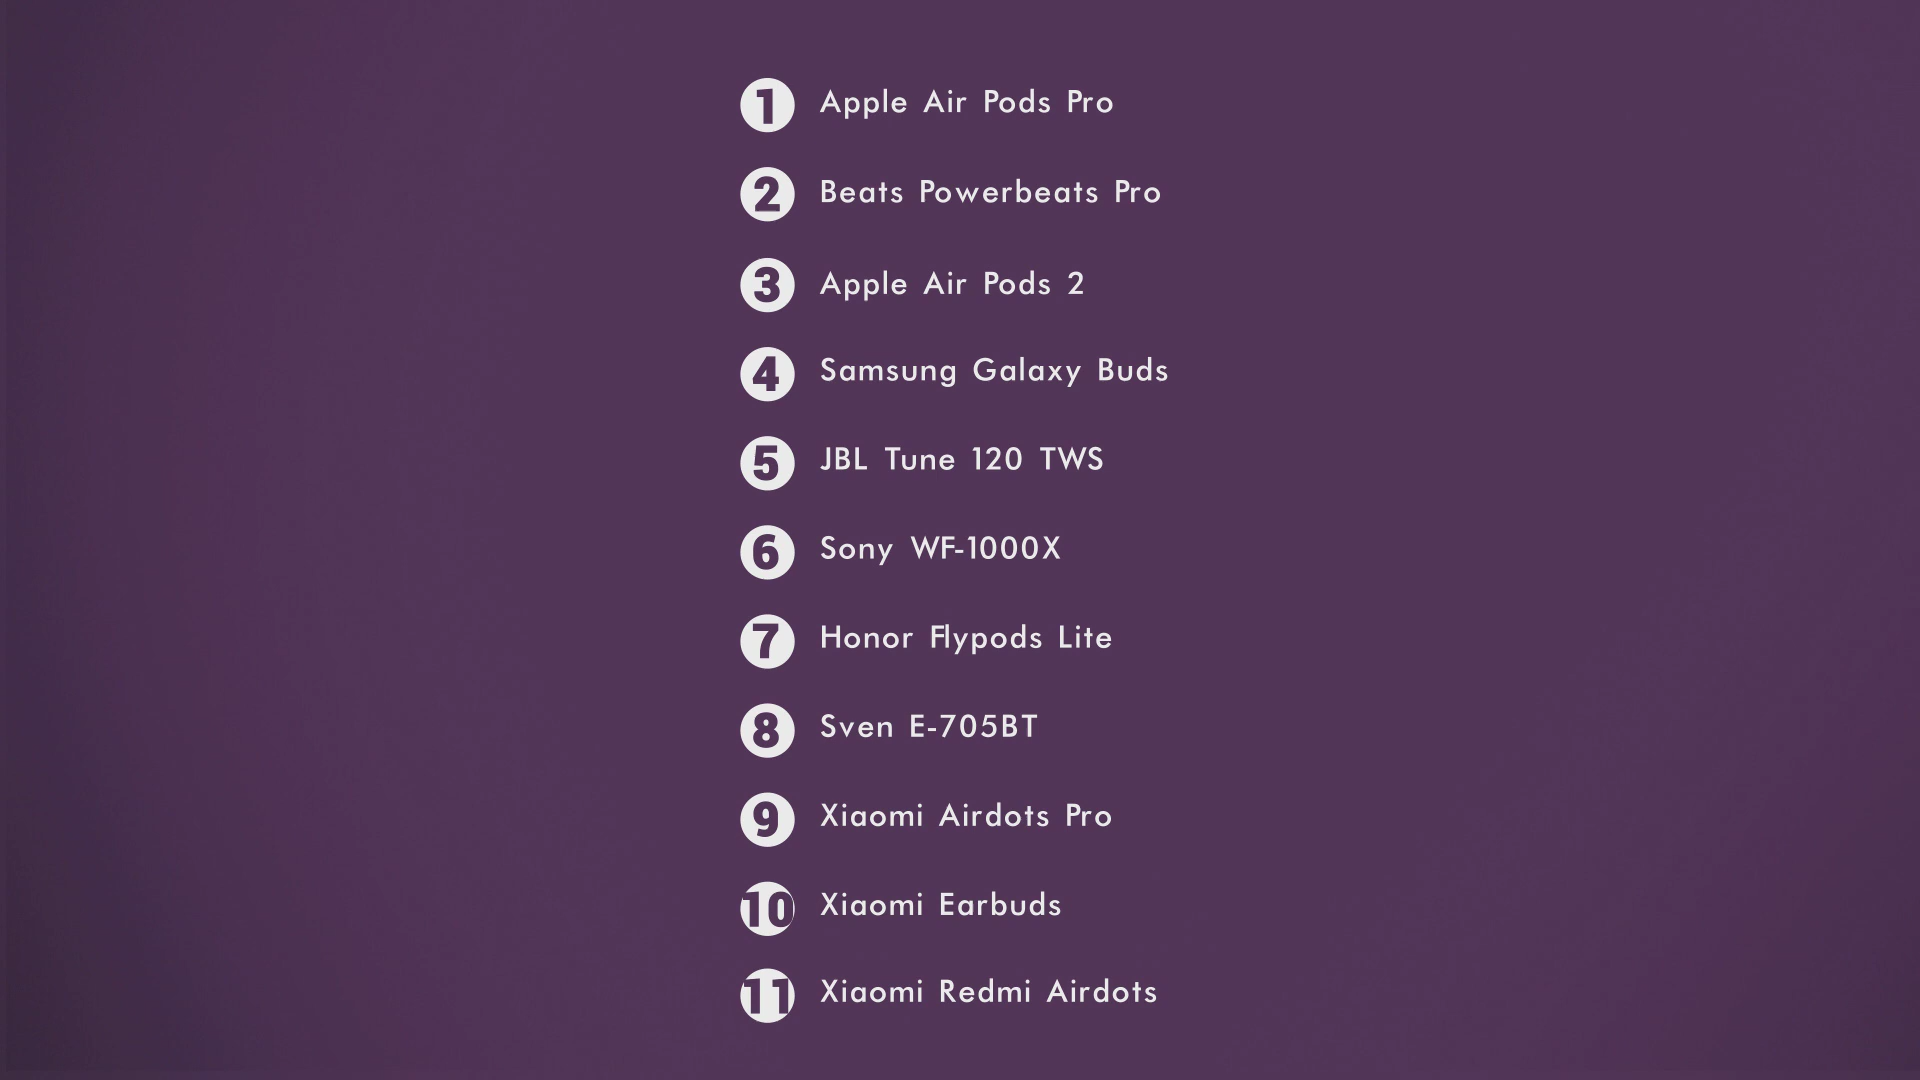 1 Apple Air Pods Pro
2 Beats Powerbeats Pro
3 Apple Air Pods 2
4 Samsung Galaxy Buds
5 JBL Tune 120 TWS
6 Sony WF-1000X
7 Honor Flypods Lite
8 Sven E-705BT
9 Xiaomi Airdots Pro
10 Xiaomi Earbuds
11 Xiaomi Redmi Airdots